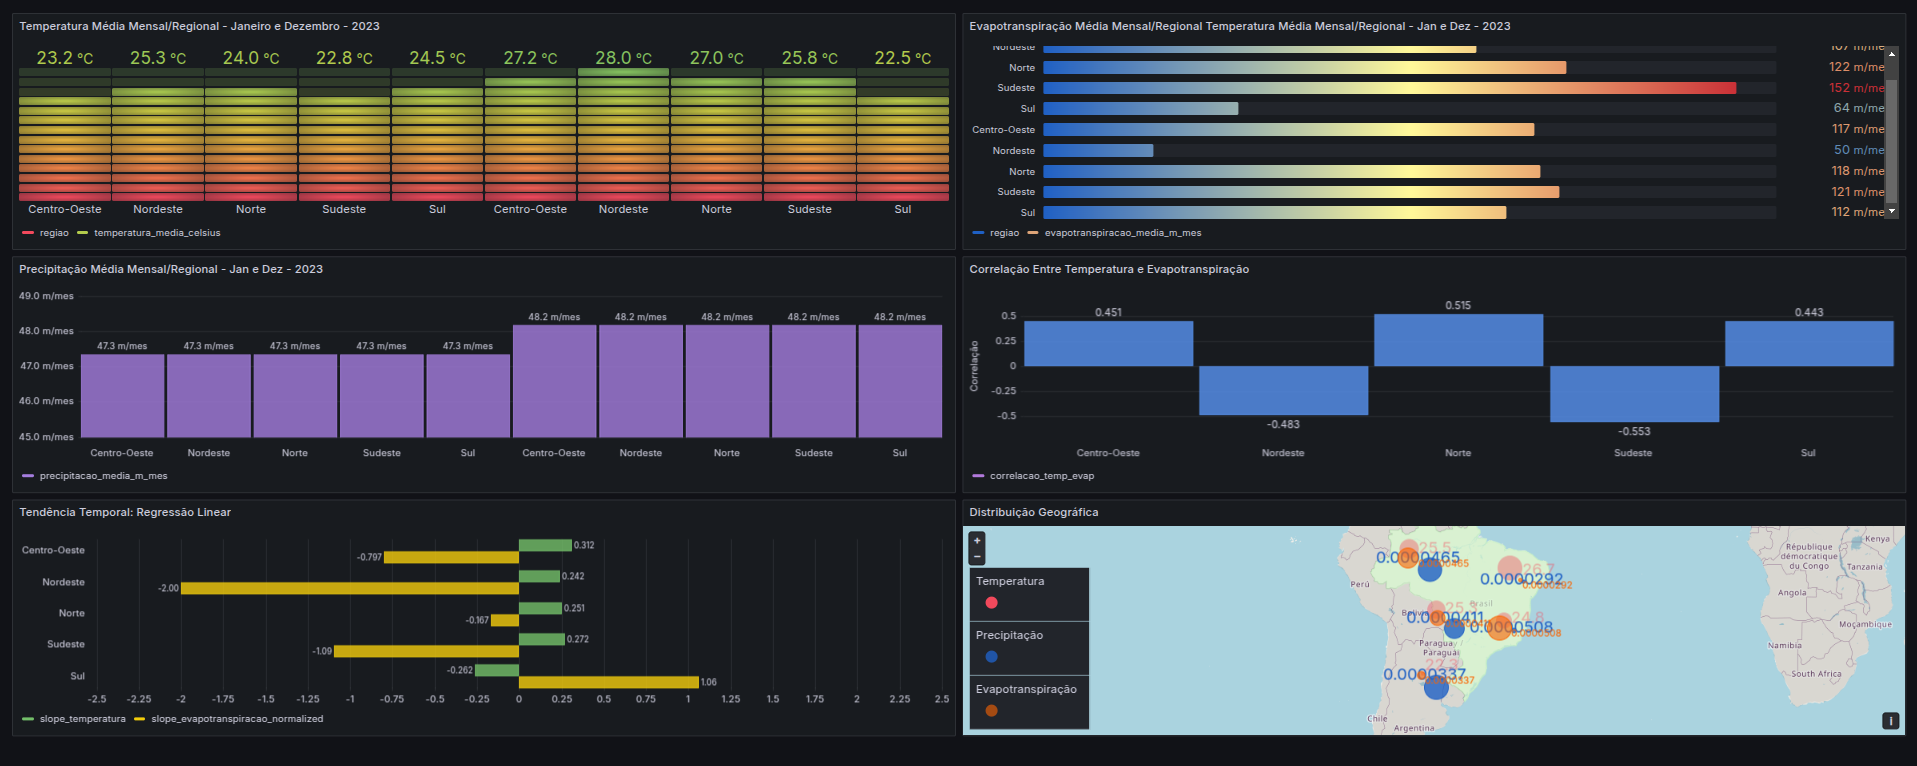 Temperatura Média Mensal/Regional - Janeiro e Dezembro - 2023
23.2 °C 25.3 °C 24.0 °C 22.8 °C 24.5 °C 27.2 °C 28.0 °C 27.0 °C 25.8 °C 22.5 °C
Centro-Oeste Nordeste Norte Sudeste Sul Centro-Oeste Nordeste Norte Sudeste Sul
regiao temperatura_media_celsius
Evapotranspiração Média Mensal/Regional Temperatura Média Mensal/Regional - Jan e Dez - 2023
Nordeste 107 m/me
Norte 122 m/me
Sudeste 152 m/me
Sul 64 m/me
Centro-Oeste 117 m/me
Nordeste 50 m/me
Norte 118 m/me
Sudeste 121 m/me
Sul 112 m/me
regiao evapotranspiracao_media_m_mes
Precipitação Média Mensal/Regional - Jan e Dez - 2023
49.0 m/mes
48.0 m/mes
47.0 m/mes
46.0 m/mes
45.0 m/mes
47.3 m/mes 47.3 m/mes 47.3 m/mes 47.3 m/mes 47.3 m/mes 48.2 m/mes 48.2 m/mes 48.2 m/mes 48.2 m/mes 48.2 m/mes
Centro-Oeste Nordeste Norte Sudeste Sul Centro-Oeste Nordeste Norte Sudeste Sul
precipitacao_media_m_mes
Correlação Entre Temperatura e Evapotranspiração
Correlação
0.5
0.25
0
-0.25
-0.5
0.451 -0.483 0.515 -0.553 0.443
Centro-Oeste Nordeste Norte Sudeste Sul
correlacao_temp_evap
Tendência Temporal: Regressão Linear
Centro-Oeste 0.312 -0.797
Nordeste 0.242 -2.00
Norte 0.251 -0.167
Sudeste 0.272 -1.09
Sul -0.262 1.06
-2.5 -2.25 -2 -1.75 -1.5 -1.25 -1 -0.75 -0.5 -0.25 0 0.25 0.5 0.75 1 1.25 1.5 1.75 2 2.25 2.5
slope_temperatura slope_evapotranspiracao_normalized
Distribuição Geográfica
+
−
Temperatura
Precipitação
Evapotranspiração
25.5
0.0000465
0.0000465
26.7
0.0000292
0.0000292
Perú
Brasil
25.3
0.0000411
24.8
0.0000508
0.0000508
Paragua
Paraguai
22.3
0.0000337
Chile
Argentina
République
démocratique
du Congo
Kenya
Tanzania
Angola
Moçambique
Namibia
South Africa
i